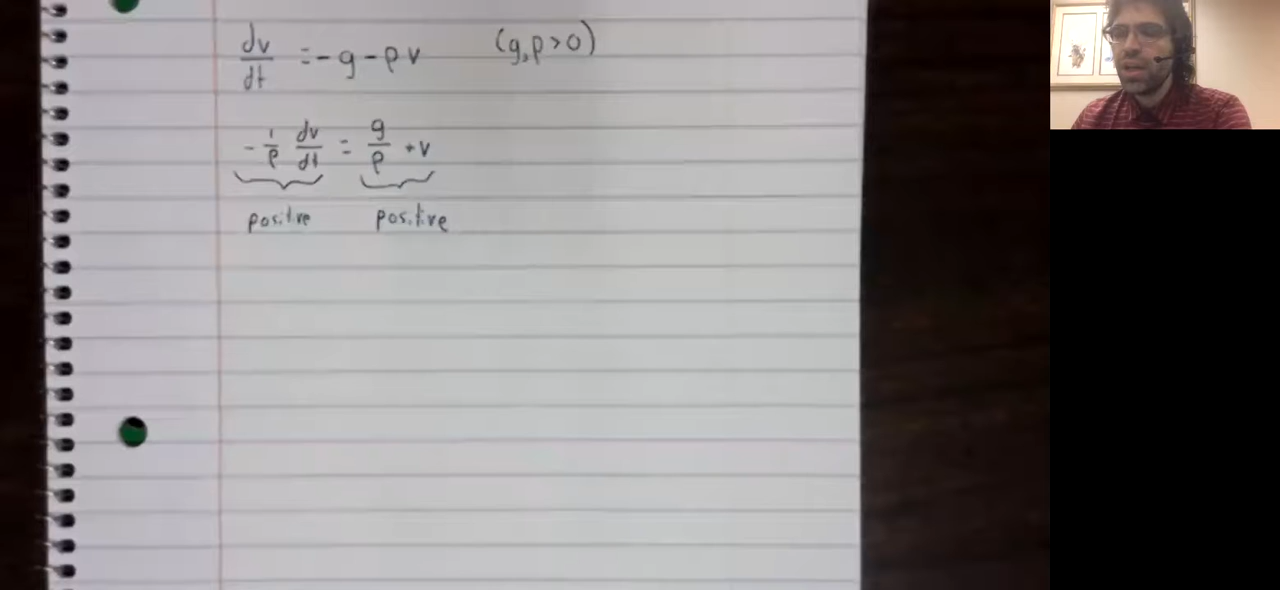 dv/dt = -g - ρv (g,ρ > 0)
-1/ρ dv/dt = g/ρ + v
positive positive